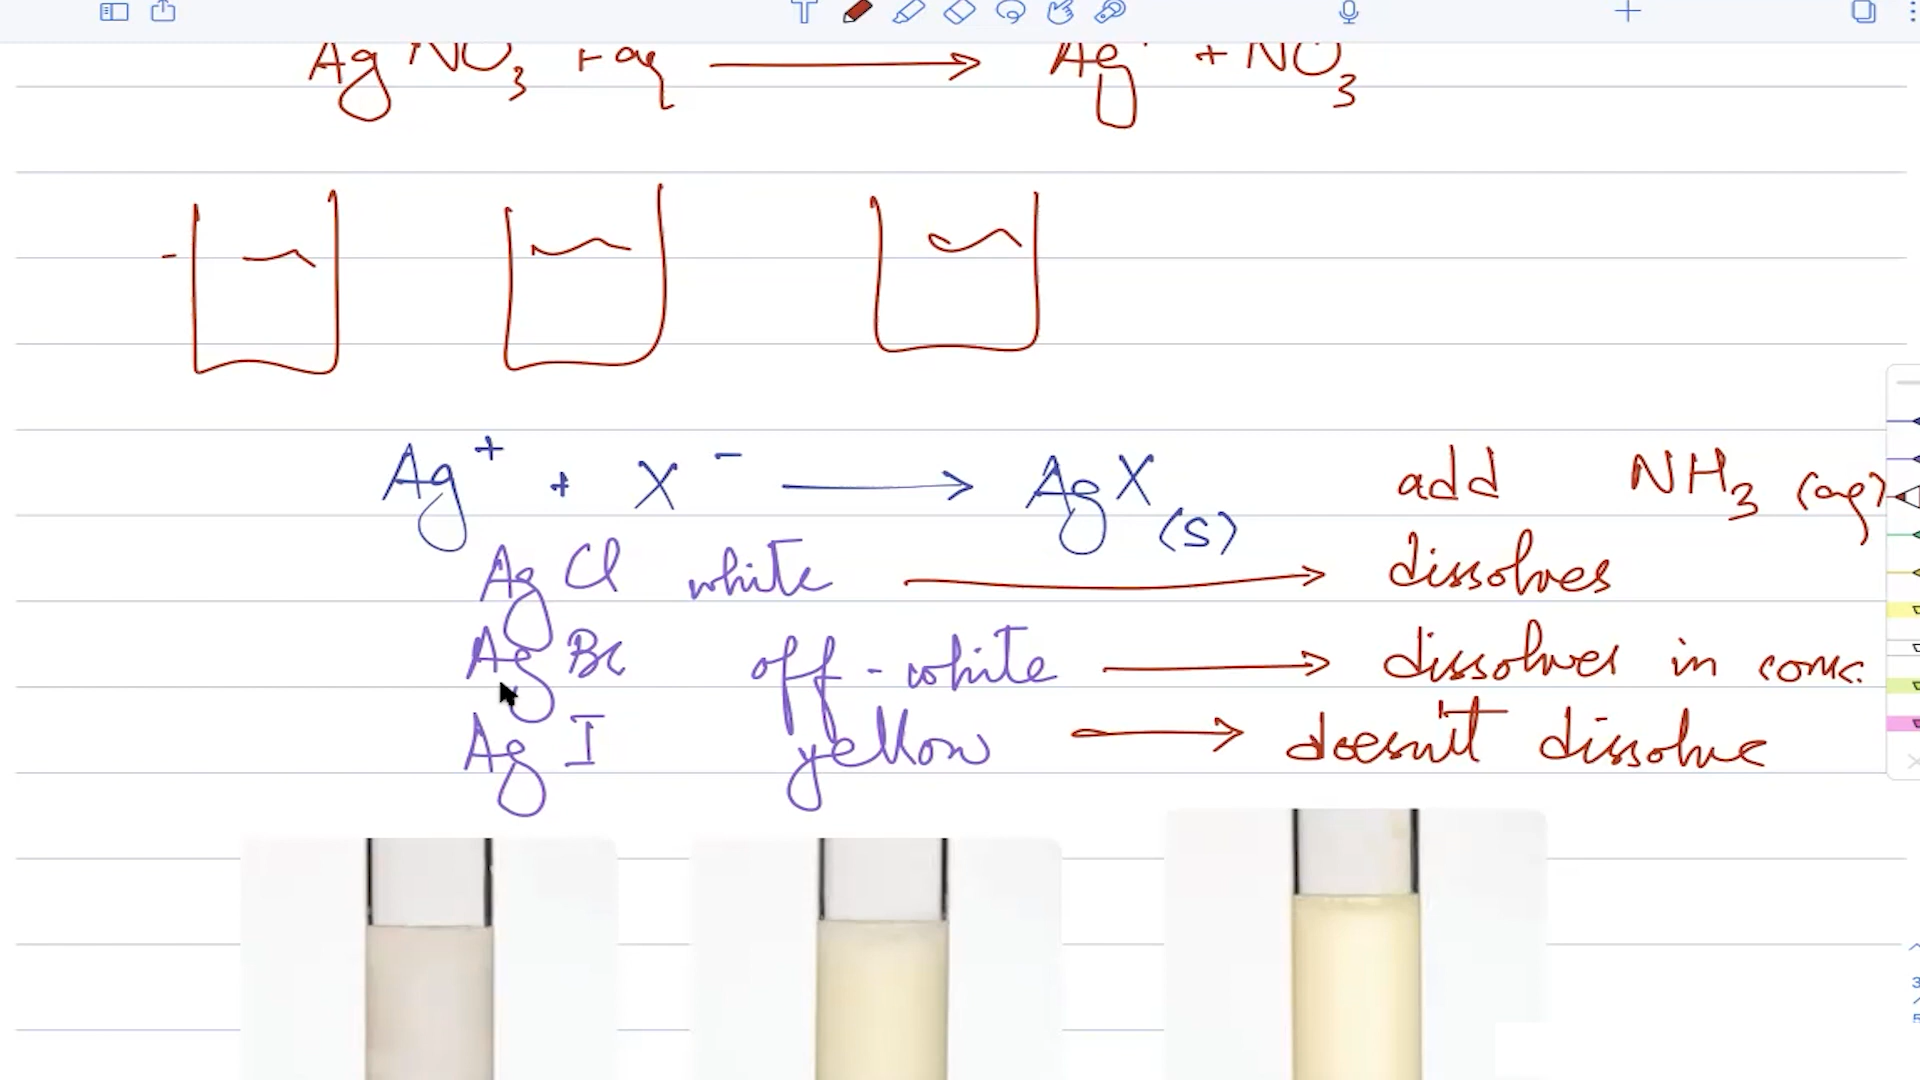 AgNO3 + aq → Ag+ + NO3
Ag+ + X- → AgX(s) add NH3 (aq)
AgCl white → dissolves
AgBr off-white → dissolves in conc.
AgI yellow → doesn't dissolve